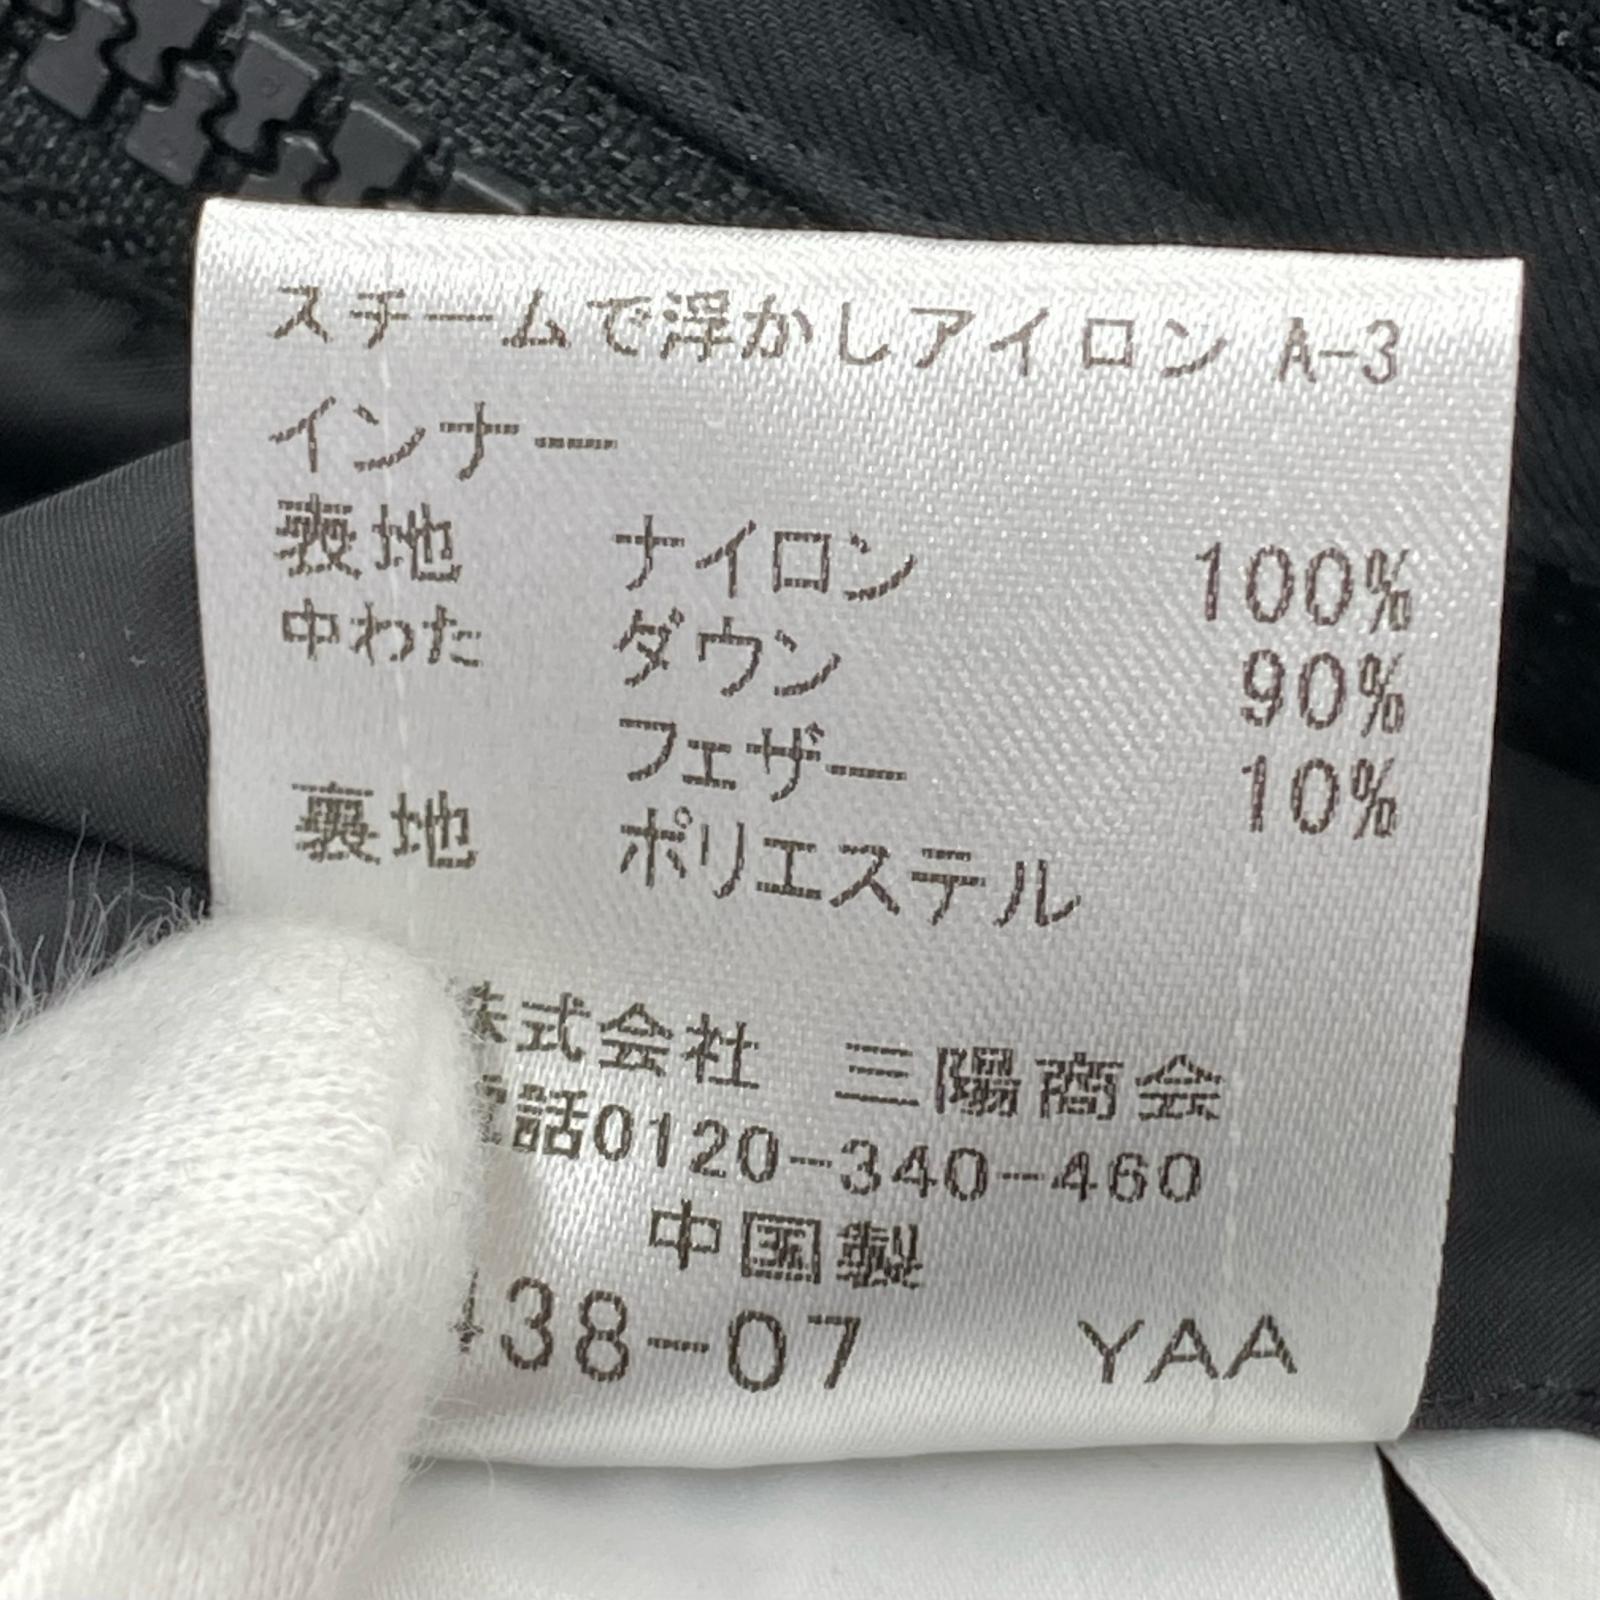 スチームで浮かしアイロン A-3
インナー
表地 ナイロン 100%
中わた ダウン 90%
フェザー 10%
裏地 ポリエステル
株式会社 三陽商会
電話0120-340-460
中国製
38-07 YAA